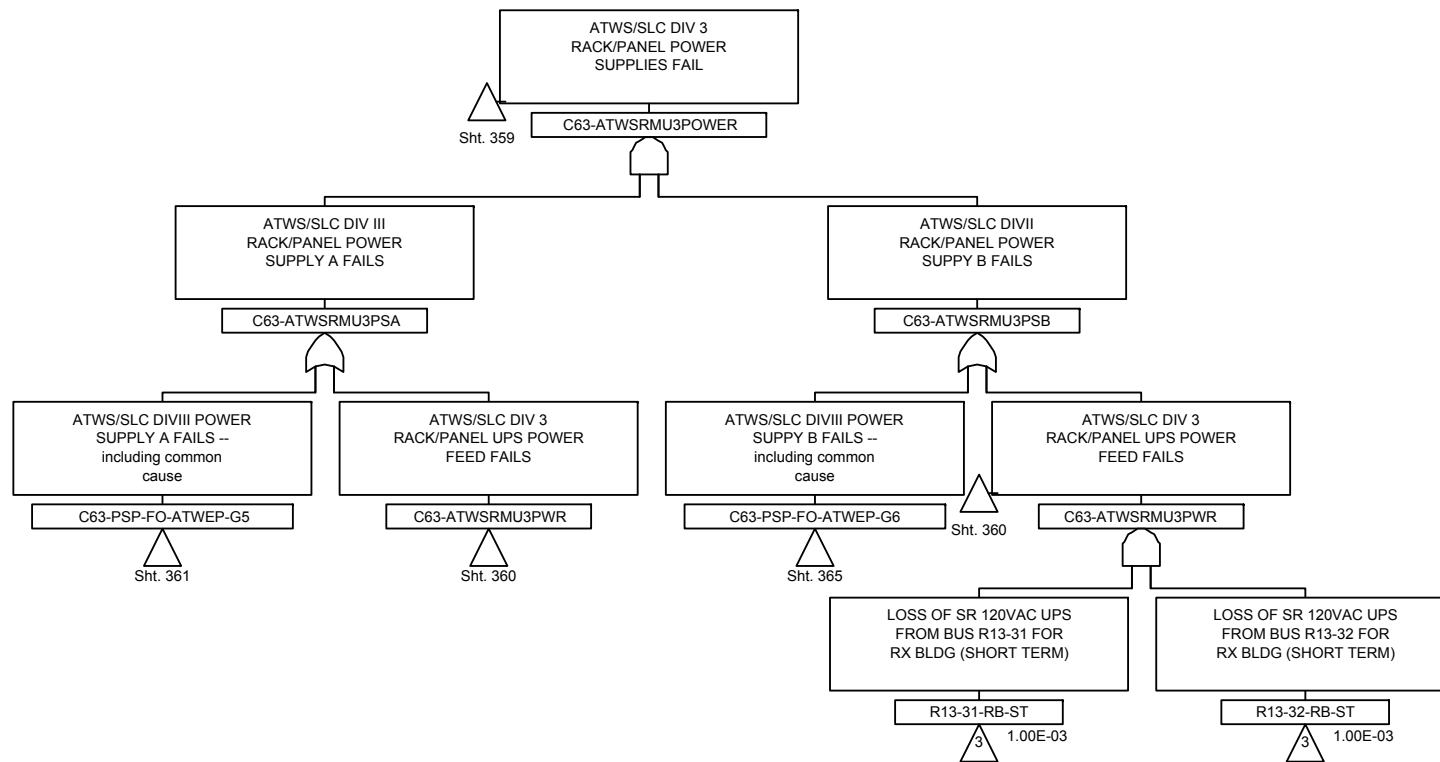 ATWS/SLC DIV 3
RACK/PANEL POWER
SUPPLIES FAIL
Sht. 359
C63-ATWSRMU3POWER
ATWS/SLC DIV III
RACK/PANEL POWER
SUPPLY A FAILS
C63-ATWSRMU3PSA
ATWS/SLC DIVII
RACK/PANEL POWER
SUPPY B FAILS
C63-ATWSRMU3PSB
ATWS/SLC DIVIII POWER
SUPPLY A FAILS --
including common
cause
C63-PSP-FO-ATWEP-G5
Sht. 361
ATWS/SLC DIV 3
RACK/PANEL UPS POWER
FEED FAILS
C63-ATWSRMU3PWR
Sht. 360
ATWS/SLC DIVIII POWER
SUPPY B FAILS --
including common
cause
C63-PSP-FO-ATWEP-G6
Sht. 365
ATWS/SLC DIV 3
RACK/PANEL UPS POWER
FEED FAILS
Sht. 360
C63-ATWSRMU3PWR
LOSS OF SR 120VAC UPS
FROM BUS R13-31 FOR
RX BLDG (SHORT TERM)
R13-31-RB-ST
3
1.00E-03
LOSS OF SR 120VAC UPS
FROM BUS R13-32 FOR
RX BLDG (SHORT TERM)
R13-32-RB-ST
3
1.00E-03